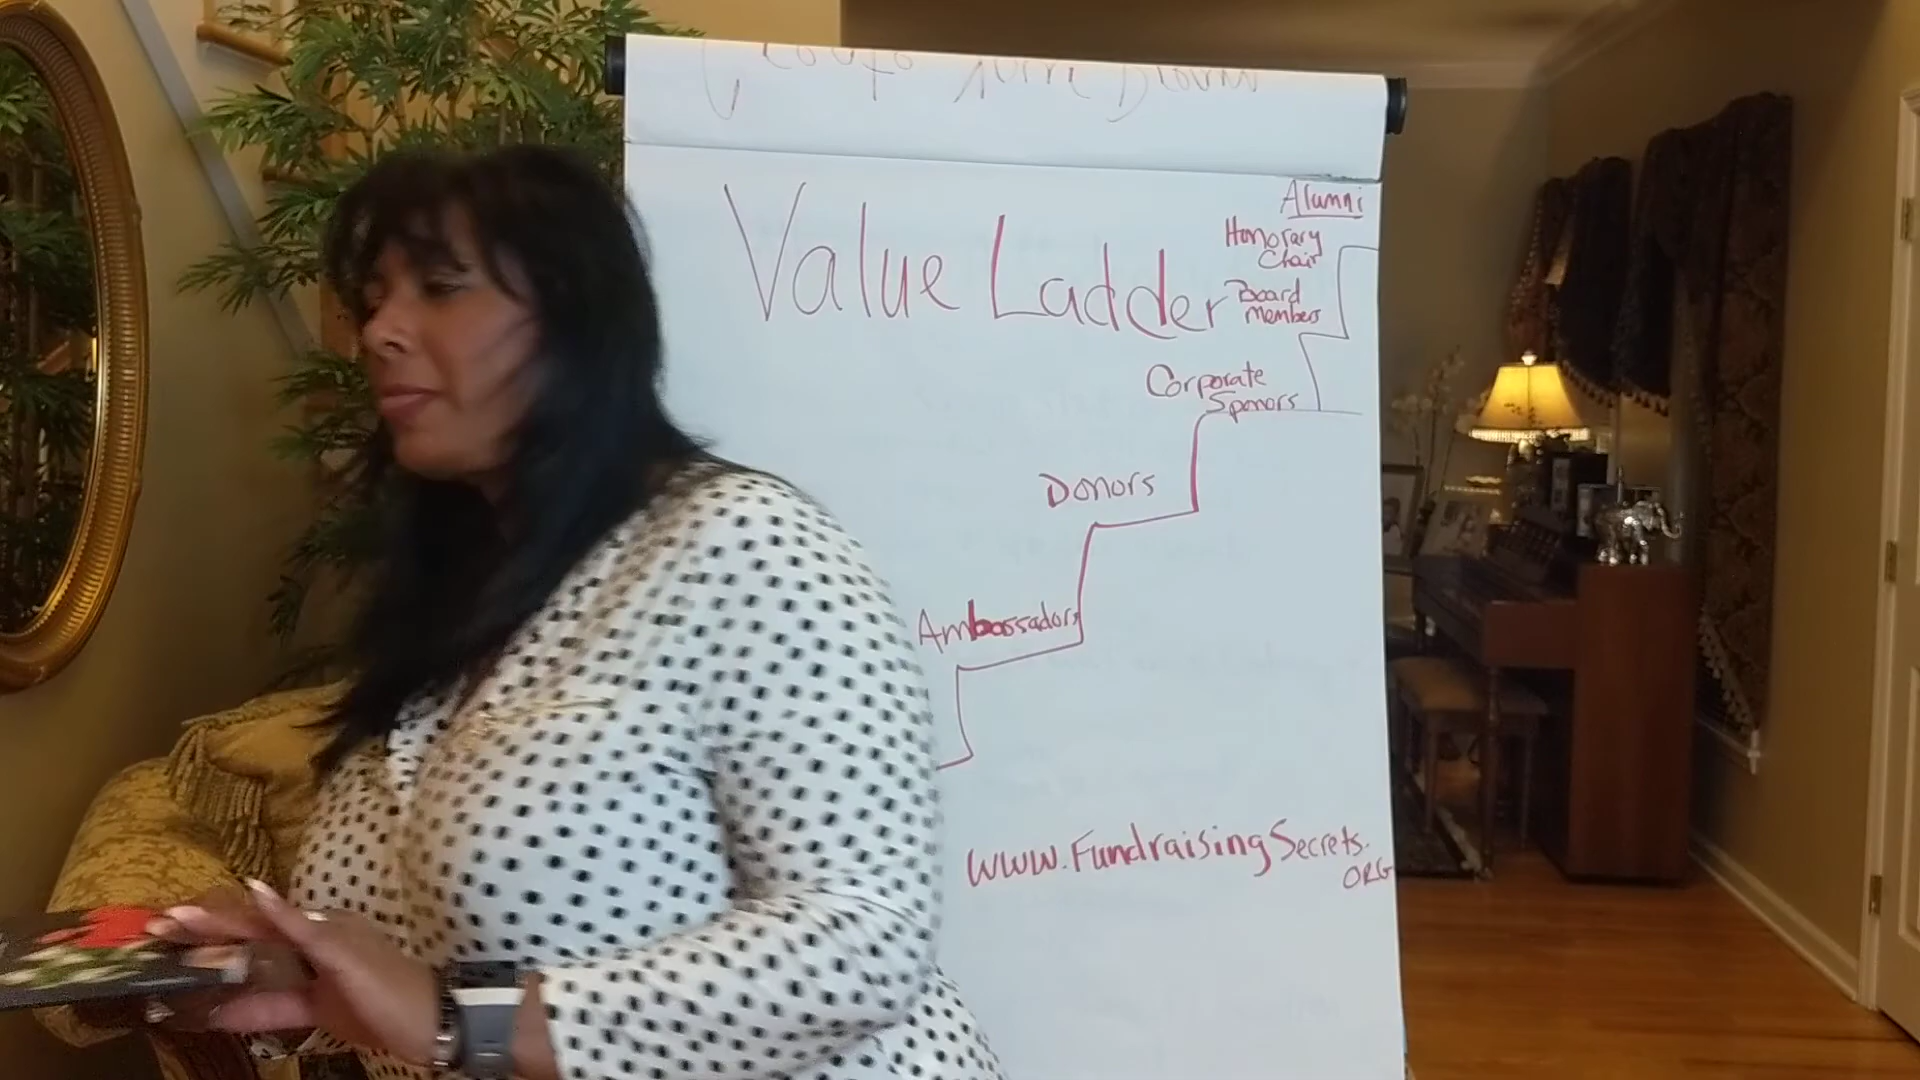 Value Ladder
Alumni
Honorary
Chair
Board
Members
Corporate
Sponors
Donors
Ambassadors
www.FundraisingSecrets.
ORG